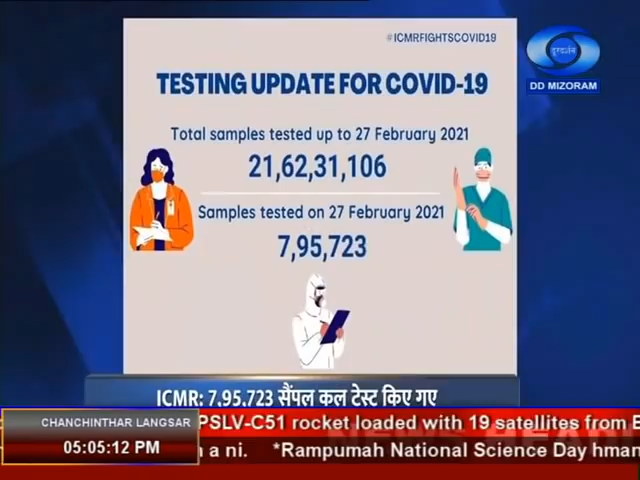 #ICMRFIGHTSCOVID19
दूरदर्शन
DD MIZORAM
TESTING UPDATE FOR COVID-19
Total samples tested up to 27 February 2021
21,62,31,106
Samples tested on 27 February 2021
7,95,723
ICMR: 7,95,723 सैंपल कल टेस्ट किए गए
CHANCHINTHAR LANGSAR
PSLV-C51 rocket loaded with 19 satellites from
05:05:12 PM
a ni. *Rampumah National Science Day hman